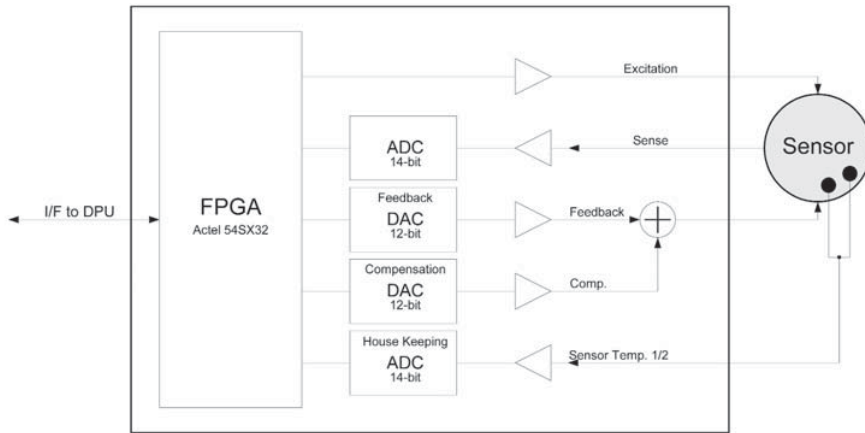 Excitation
ADC
14-bit
Sense
Sensor
I/F to DPU
FPGA
Actel 54SX32
Feedback
DAC
12-bit
Feedback
Compensation
DAC
12-bit
Comp.
House Keeping
ADC
14-bit
Sensor Temp. 1/2